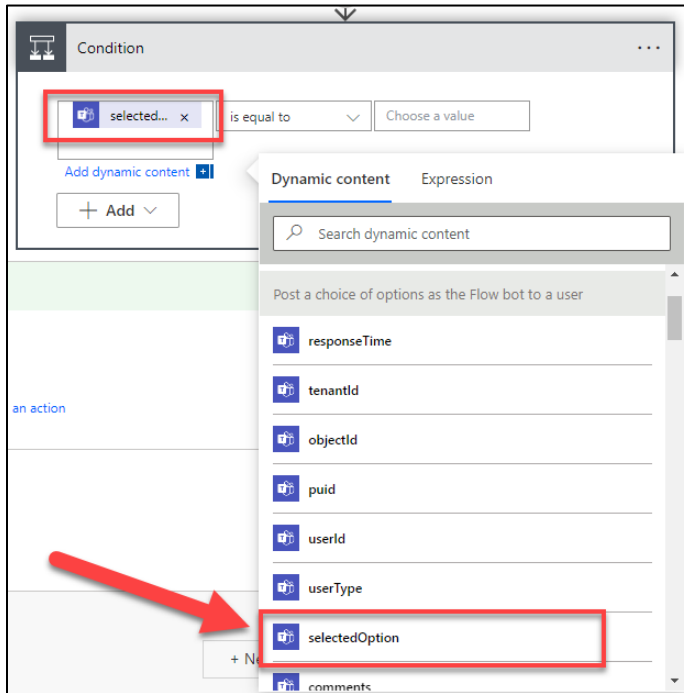 Condition
...
selected... x
is equal to
Choose a value
Add dynamic content
+ Add
Dynamic content
Expression
Search dynamic content
Post a choice of options as the Flow bot to a user
responseTime
tenantId
objectId
an action
puid
userId
userType
selectedOption
+ Ne
comments